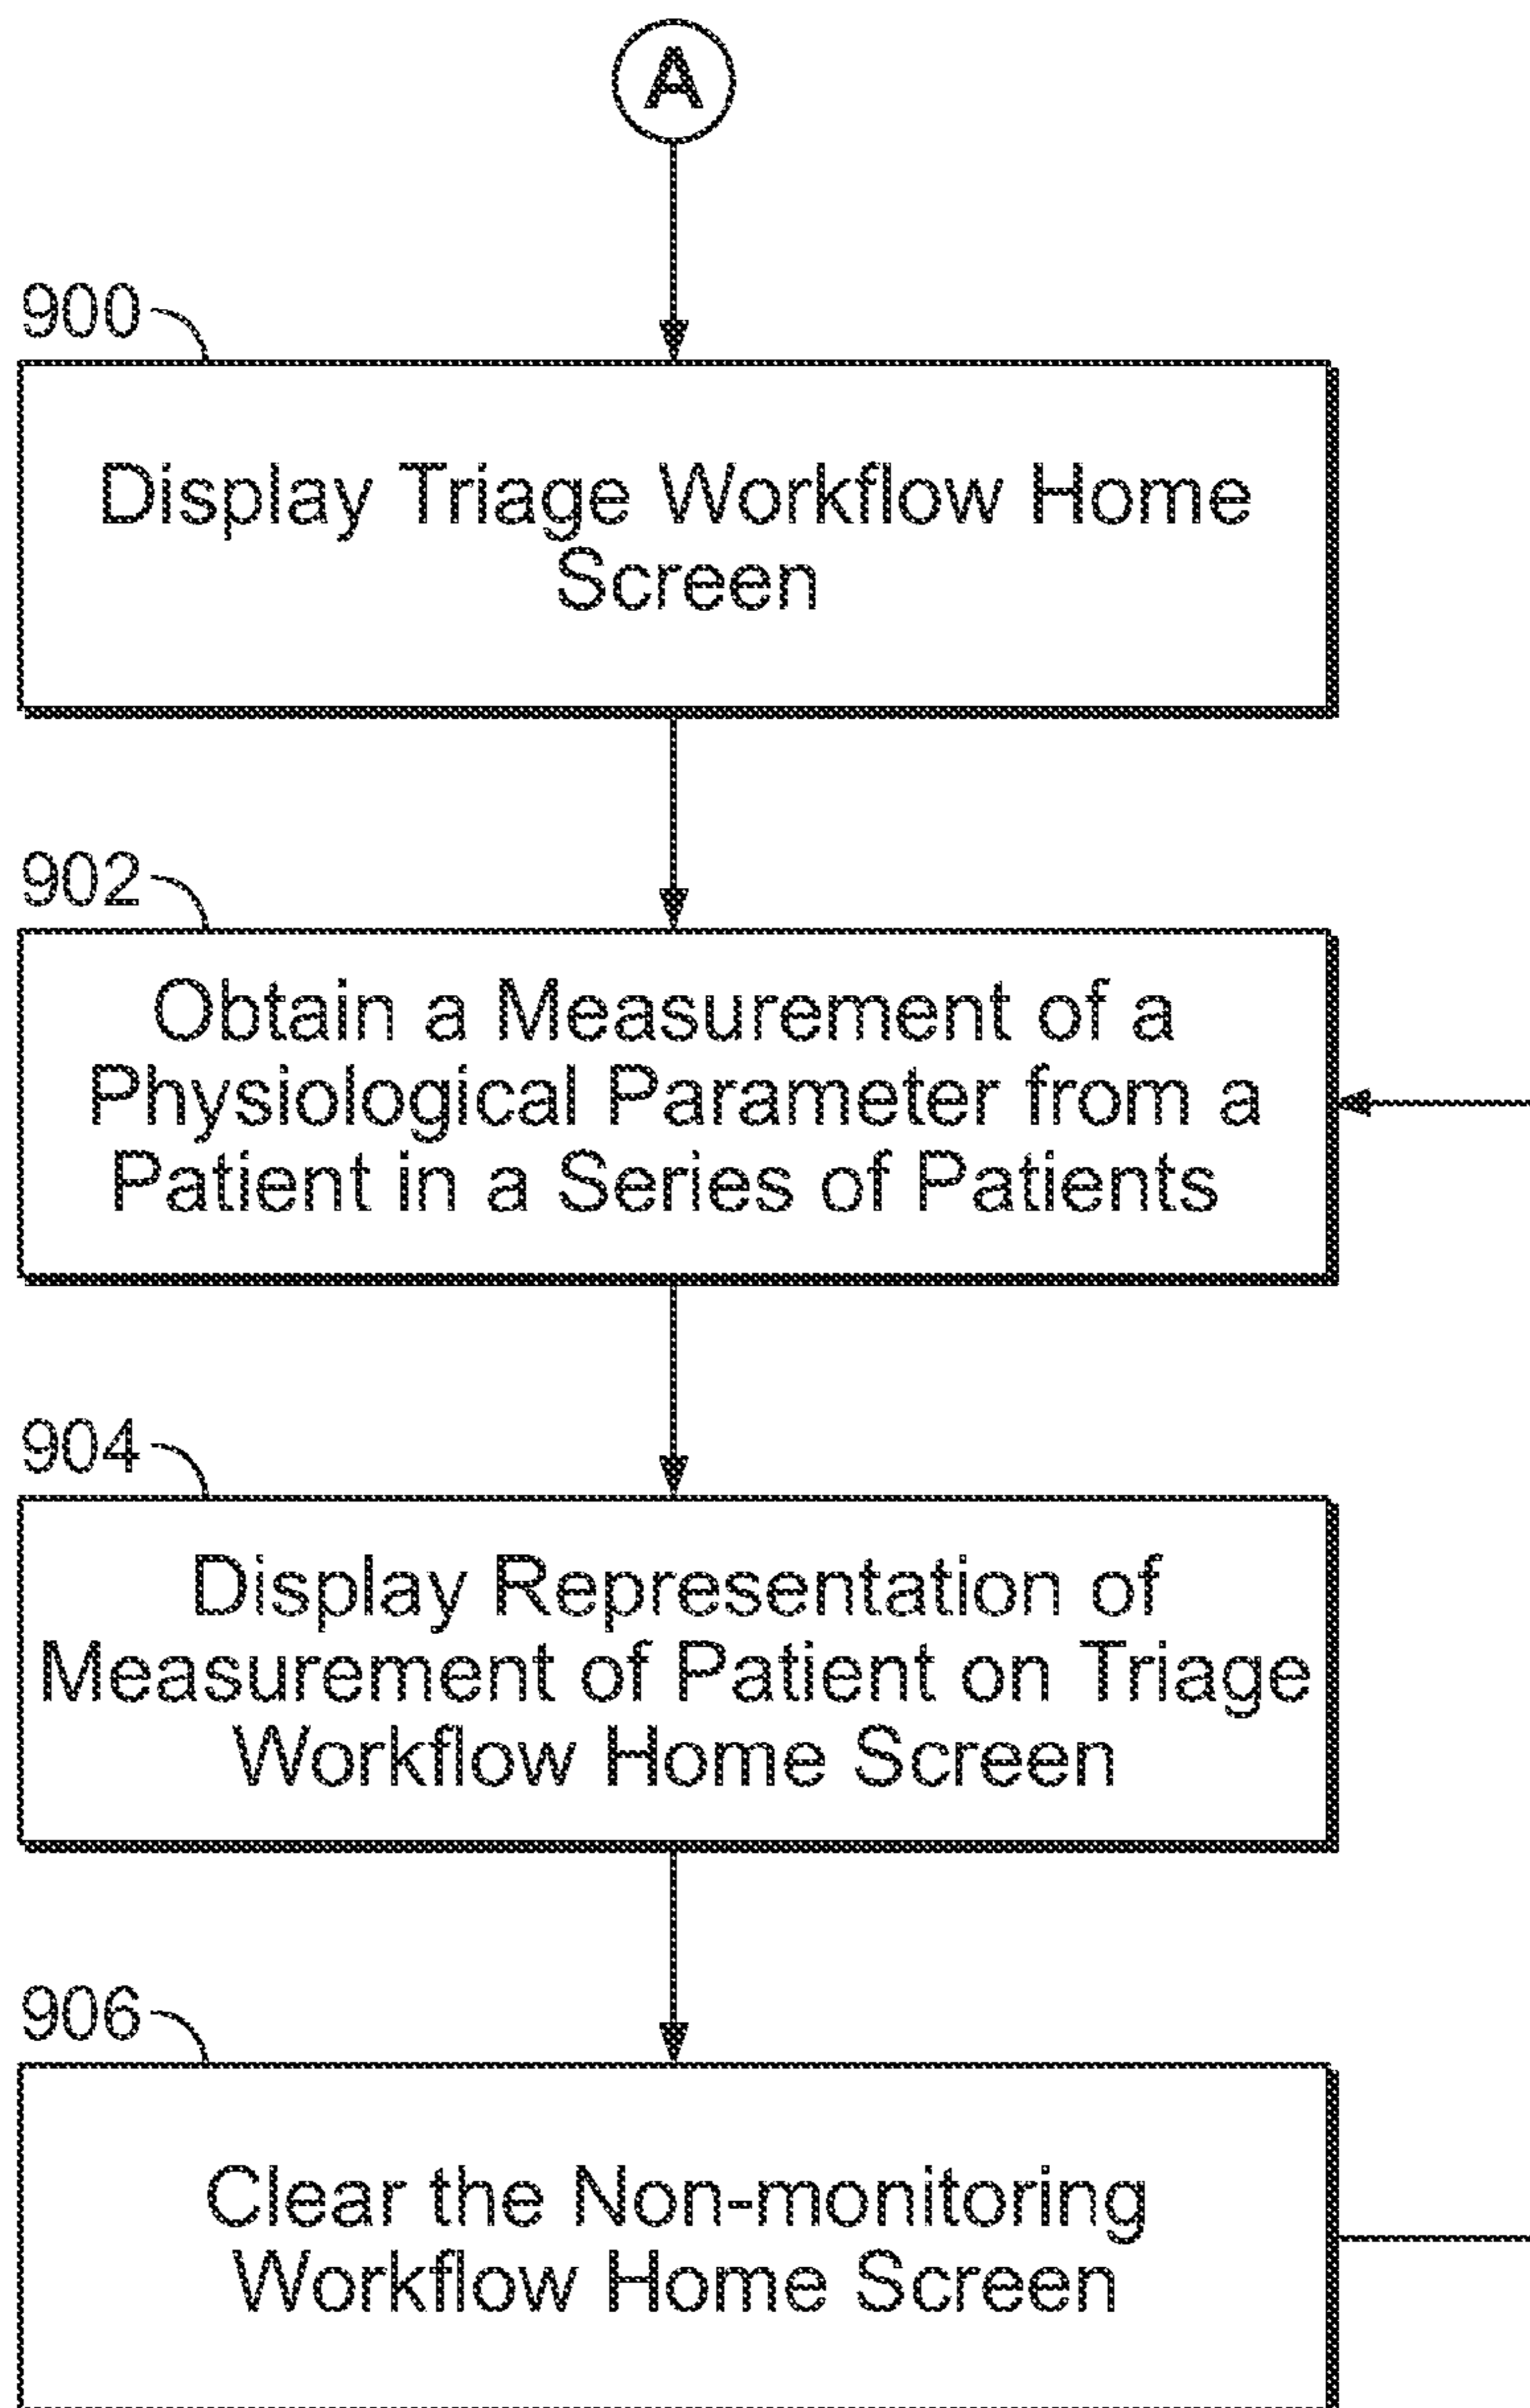 A
900
Display Triage Workflow Home
Screen
902
Obtain a Measurement of a
Physiological Parameter from a
Patient in a Series of Patients
904
Display Representation of
Measurement of Patient on Triage
Workflow Home Screen
906
Clear the Non-monitoring
Workflow Home Screen